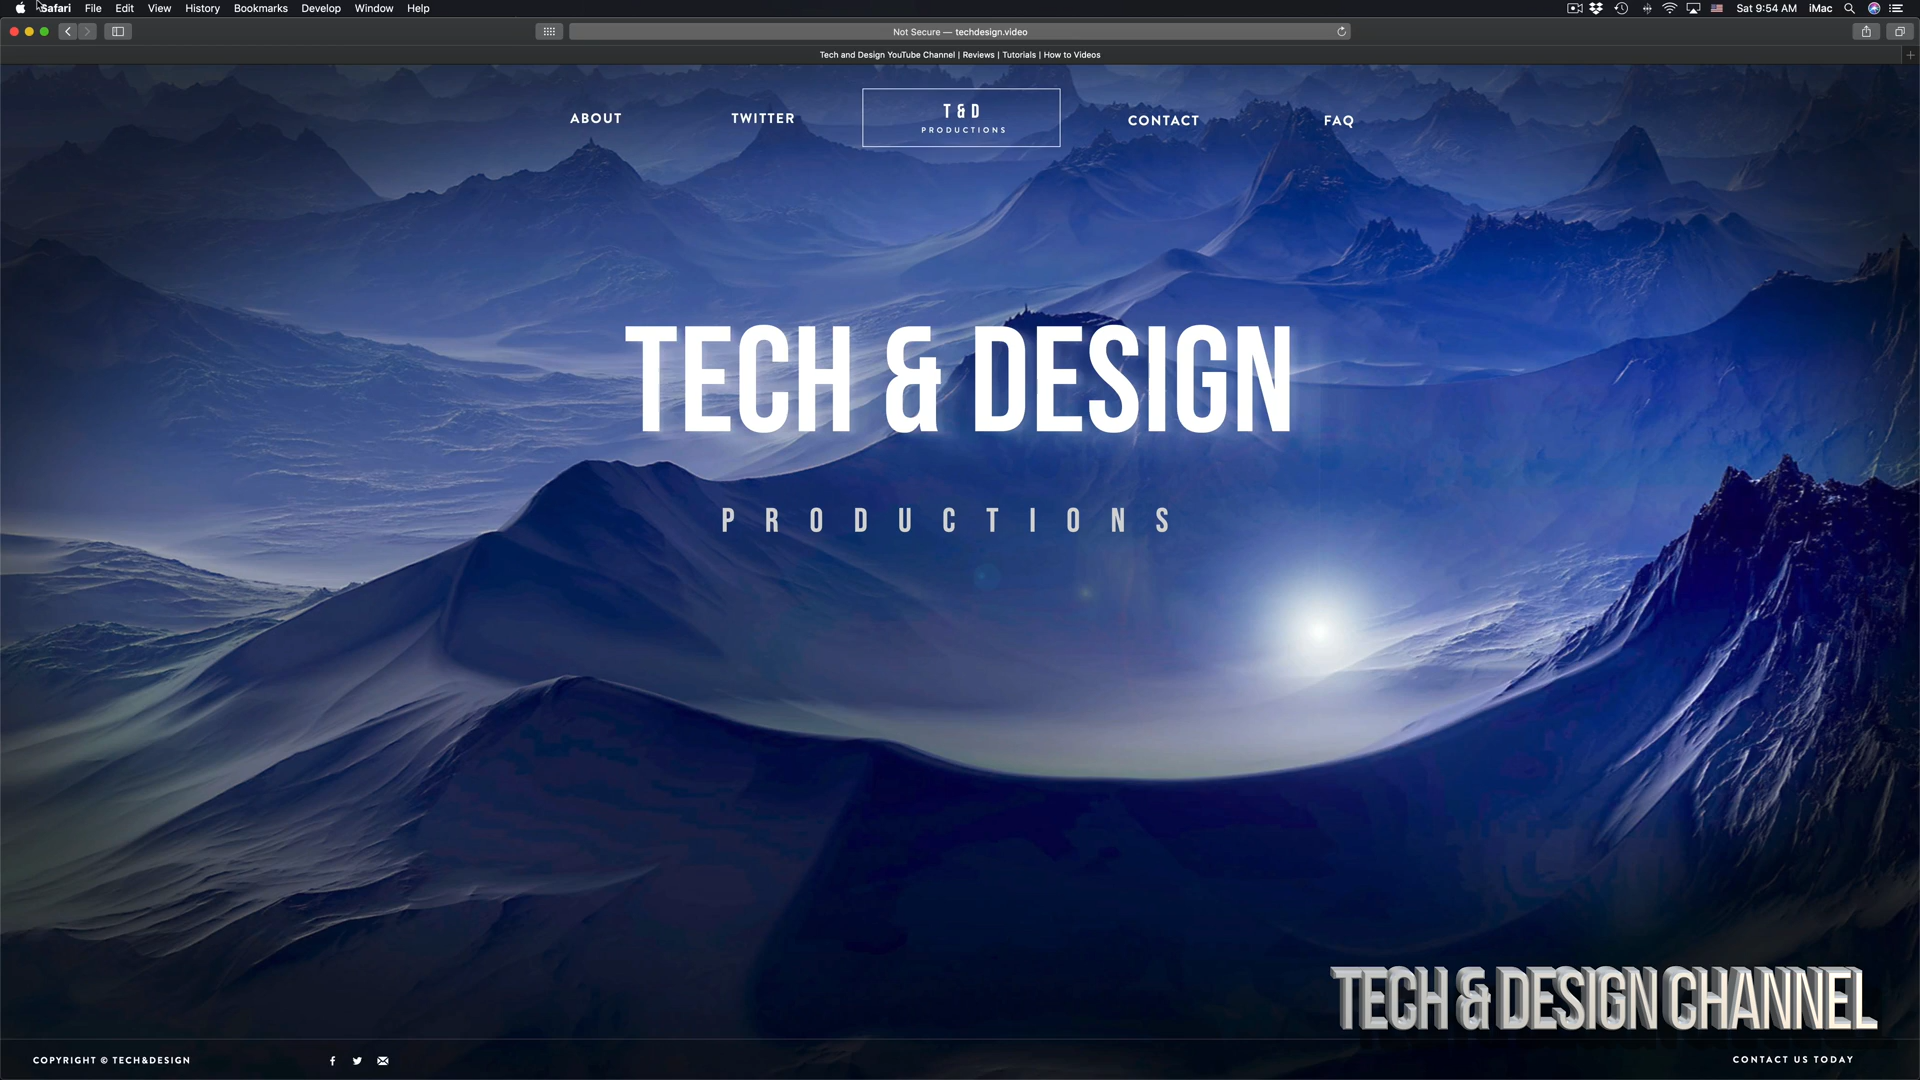 Safari File Edit View History Bookmarks Develop Window Help Sat 9:54 AM iMac
Not Secure — techdesign.video
Tech and Design YouTube Channel | Reviews | Tutorials | How to Videos
ABOUT TWITTER T&D CONTACT FAQ
PRODUCTIONS
TECH & DESIGN
PRODUCTIONS
TECH & DESIGN CHANNEL
COPYRIGHT © TECH&DESIGN CONTACT US TODAY